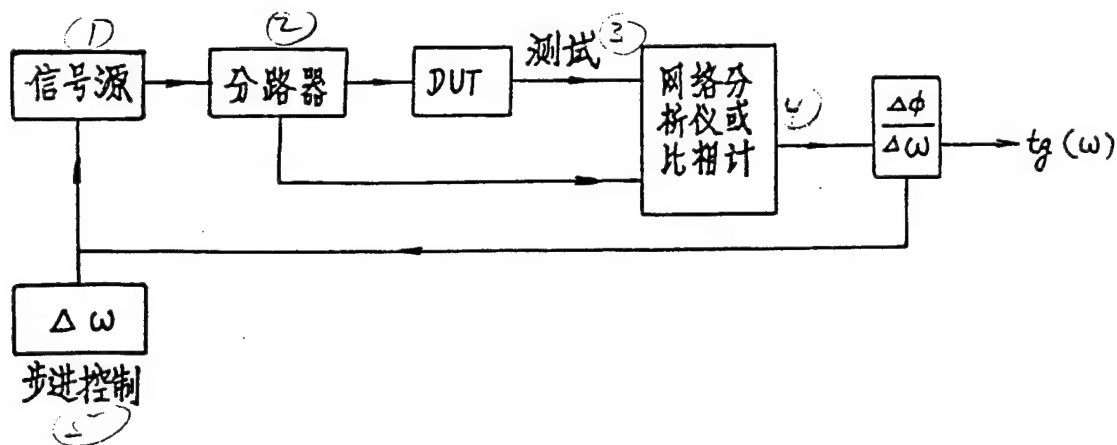 ① ②
信号源
分路器
DUT
测试 ③
网络分
析仪或
比相计
4
Δϕ
Δω
tg(ω)
Δω
步进控制
5